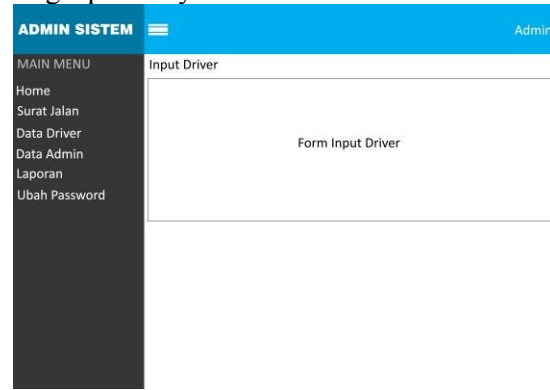 ADMIN SISTEM
Admin
MAIN MENU
Home
Surat Jalan
Data Driver
Data Admin
Laporan
Ubah Password
Input Driver
Form Input Driver